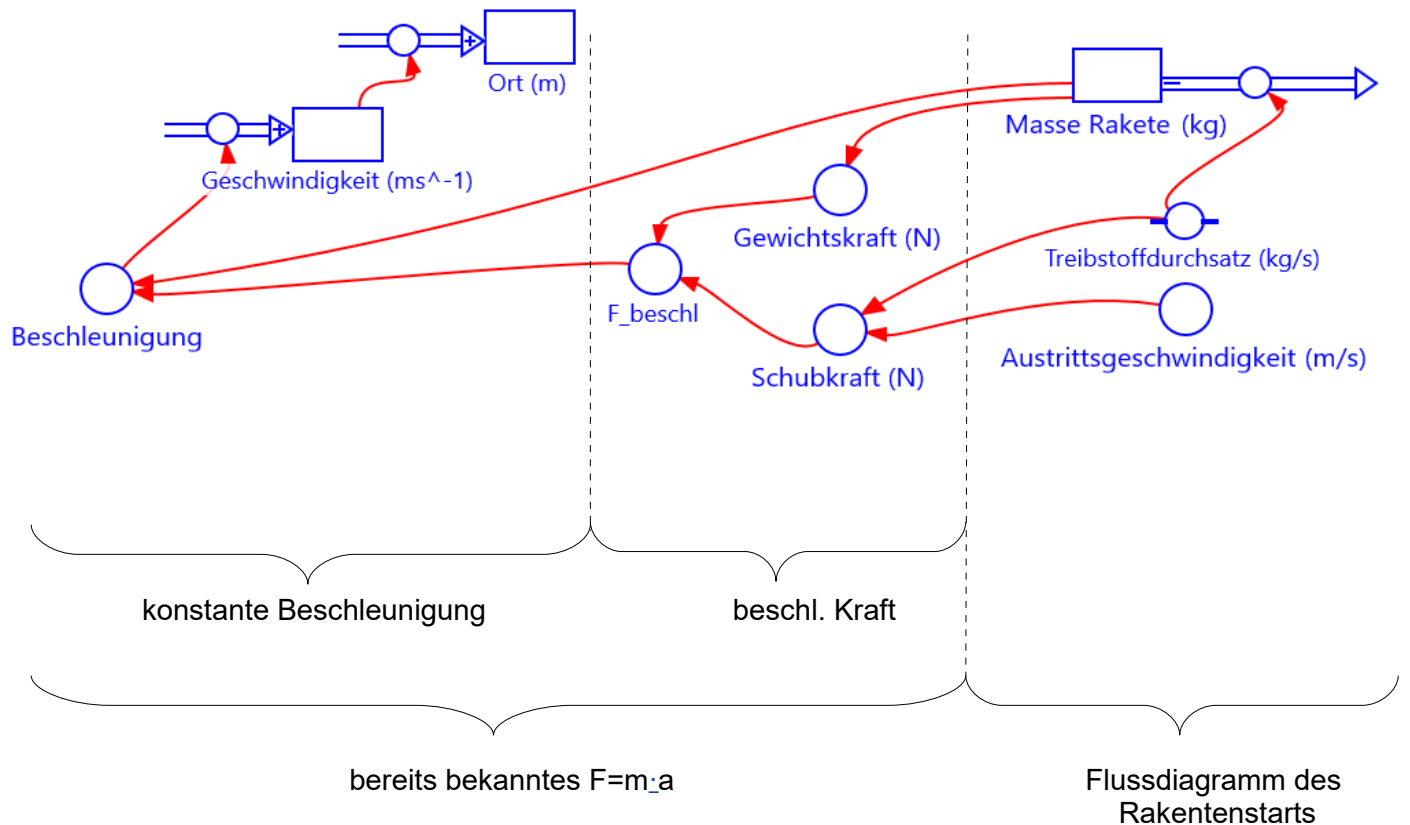 Ort (m)
Geschwindigkeit (ms^-1)
Beschleunigung
Masse Rakete (kg)
Gewichtskraft (N)
F_beschl
Schubkraft (N)
Treibstoffdurchsatz (kg/s)
Austrittsgeschwindigkeit (m/s)
konstante Beschleunigung
beschl. Kraft
bereits bekanntes F=m·a
Flussdiagramm des
Rakentenstarts